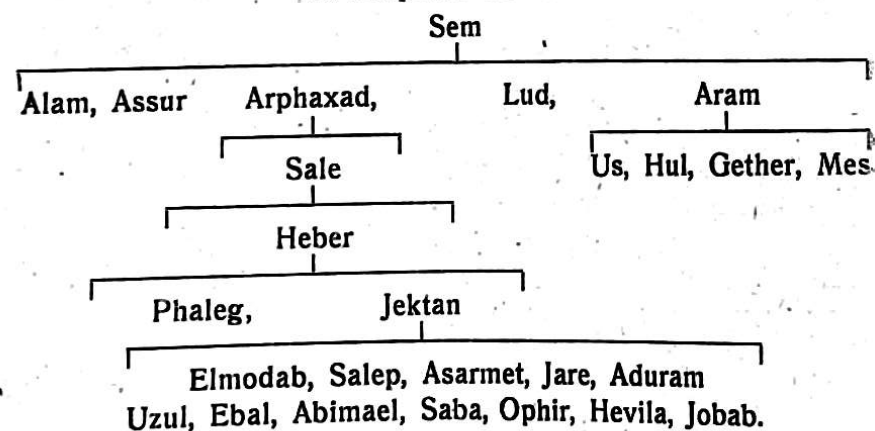 Sem
Alam, Assur Arphaxad, Lud, Aram
Us, Hul, Gether, Mes
Sale
Heber
Phaleg, Jektan
Elmodab, Salep, Asarmet, Jare, Aduram
Uzul, Ebal, Abimael, Saba, Ophir, Hevila, Jobab.